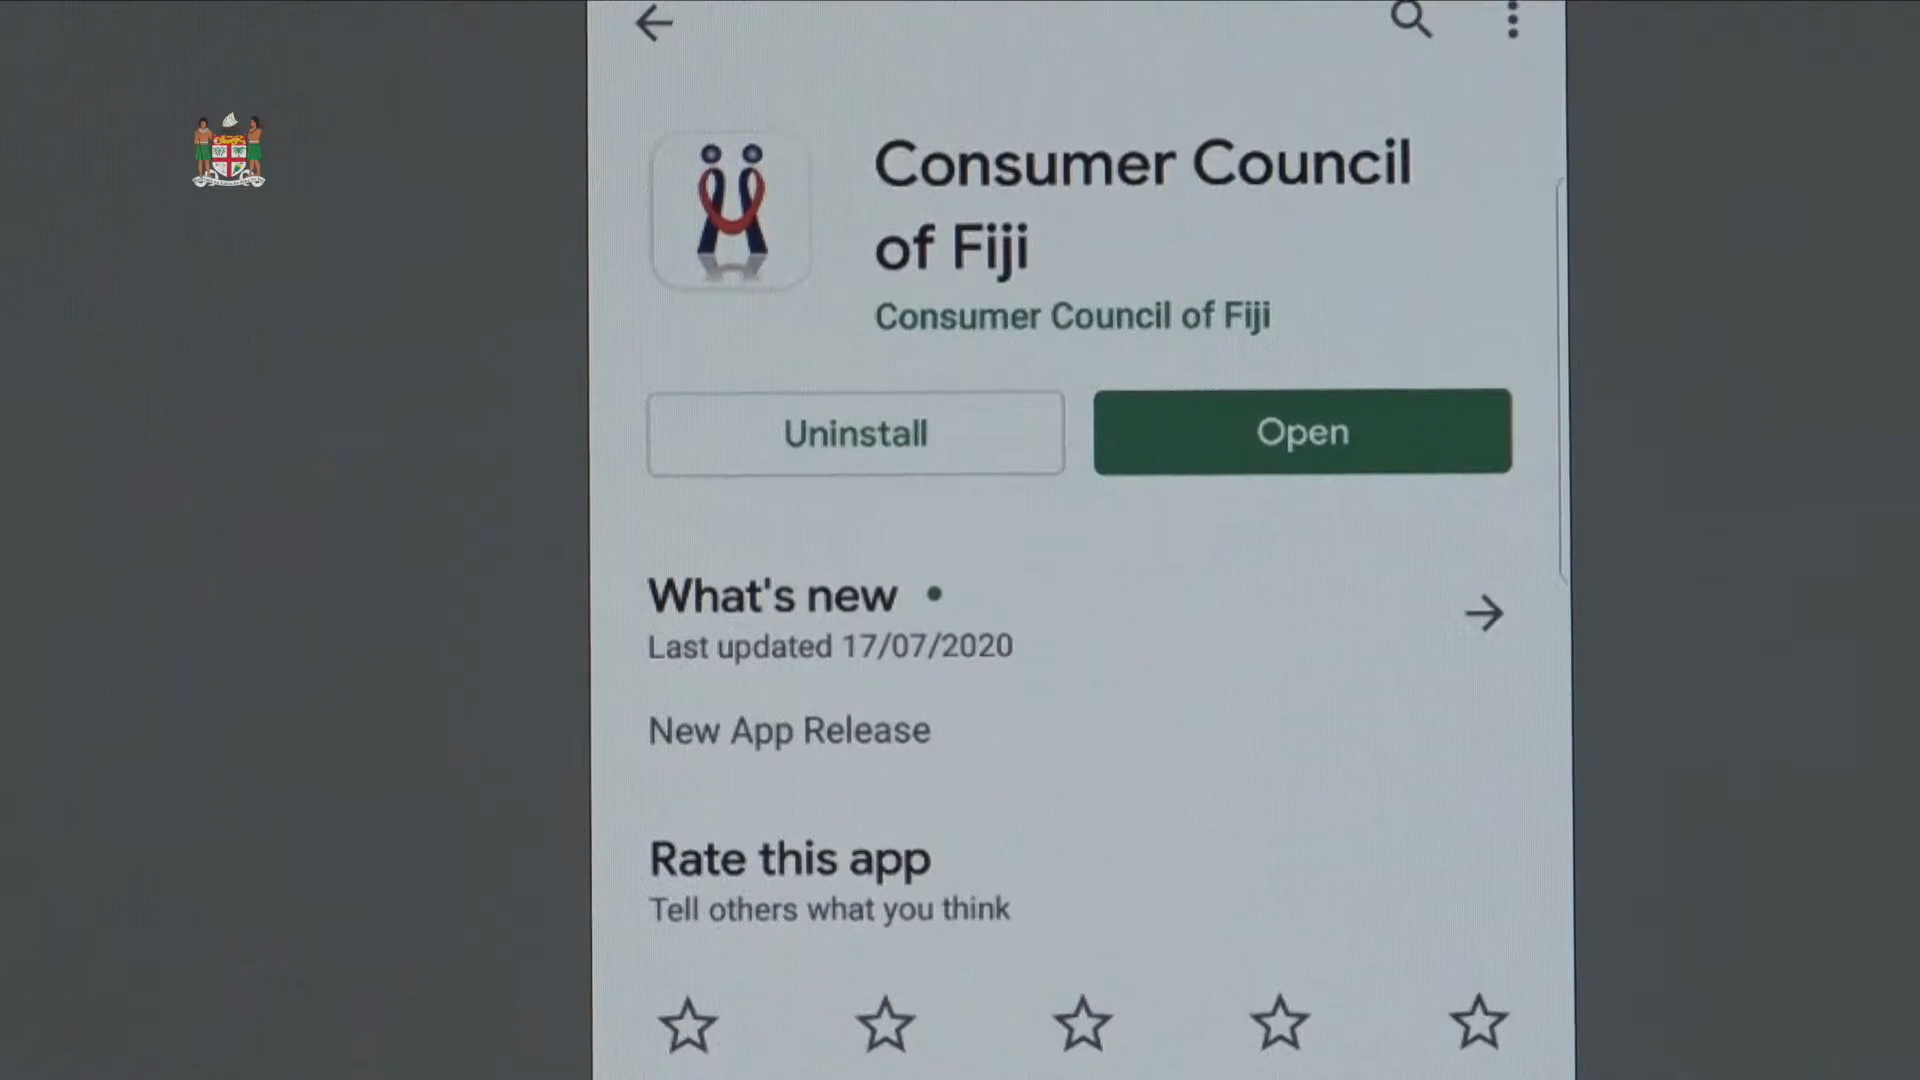 Consumer Council
of Fiji
Consumer Council of Fiji
Uninstall
Open
What's new
Last updated 17/07/2020
New App Release
Rate this app
Tell others what you think